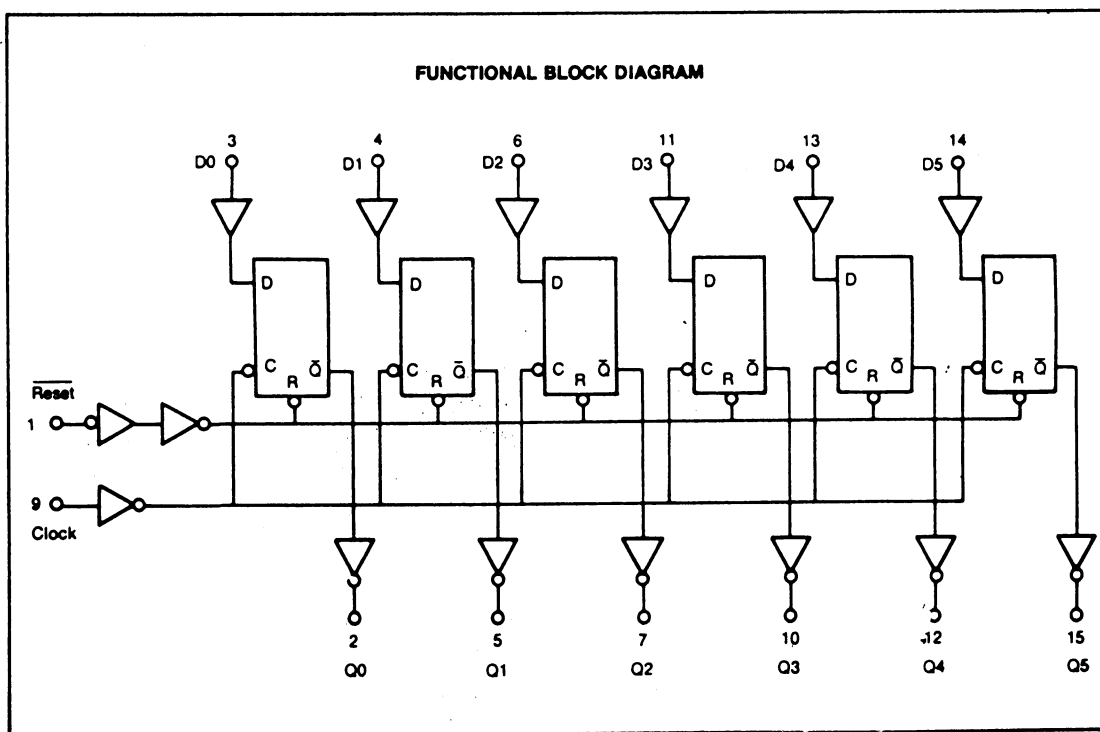 FUNCTIONAL BLOCK DIAGRAM
3 4 6 11 13 14
D0 D1 D2 D3 D4 D5
D D D D D D
C R Q̅ C R Q̅ C R Q̅ C R Q̅ C R Q̅ C R Q̅
R̅e̅s̅e̅t̅
1
9
Clock
2 5 7 10 12 15
Q0 Q1 Q2 Q3 Q4 Q5